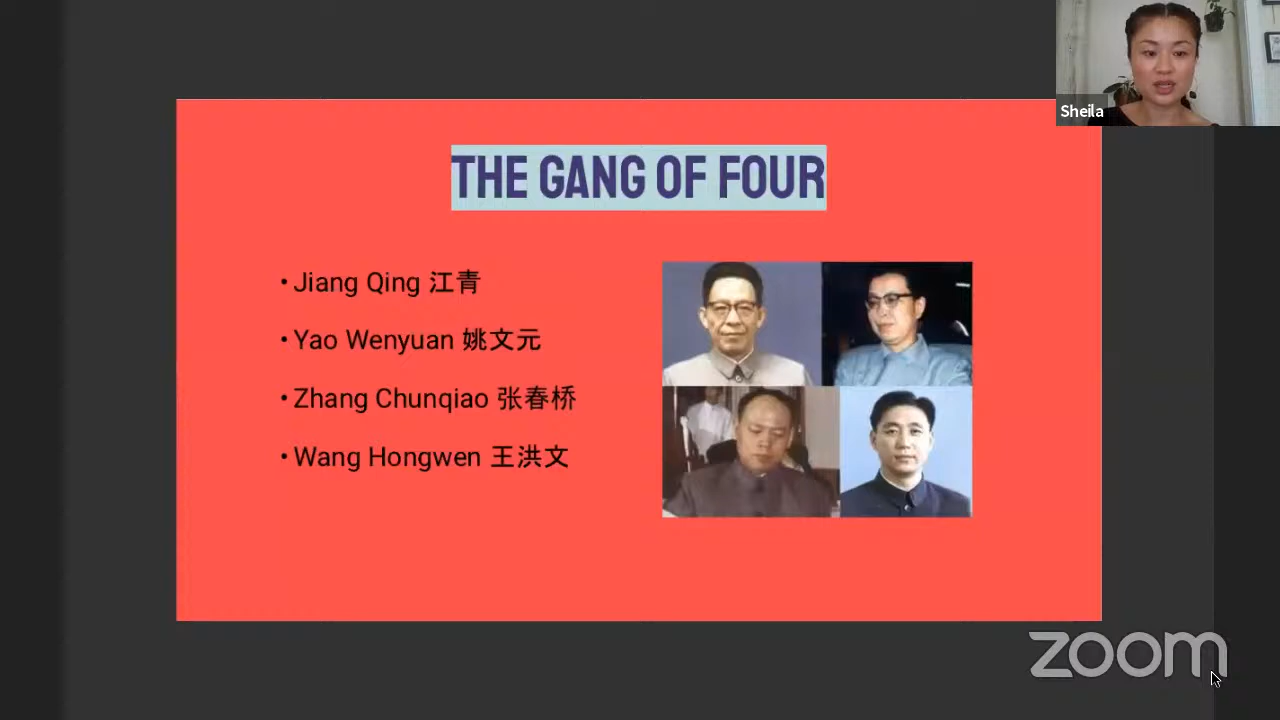 Sheila
THE GANG OF FOUR
• Jiang Qing 江青
• Yao Wenyuan 姚文元
• Zhang Chunqiao 张春桥
• Wang Hongwen 王洪文
zoom